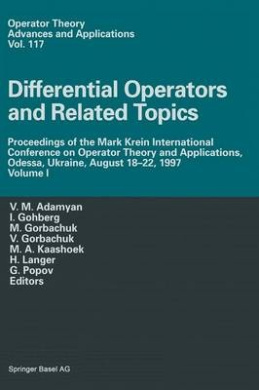 Operator Theory
Advances and Applications
Vol. 117
Differential Operators
and Related Topics
Proceedings of the Mark Krein International
Conference on Operator Theory and Applications,
Odessa, Ukraine, August 18–22, 1997
Volume I
V. M. Adamyan
I. Gohberg
M. Gorbachuk
V. Gorbachuk
M. A. Kaashoek
H. Langer
G. Popov
Editors
Springer Basel AG